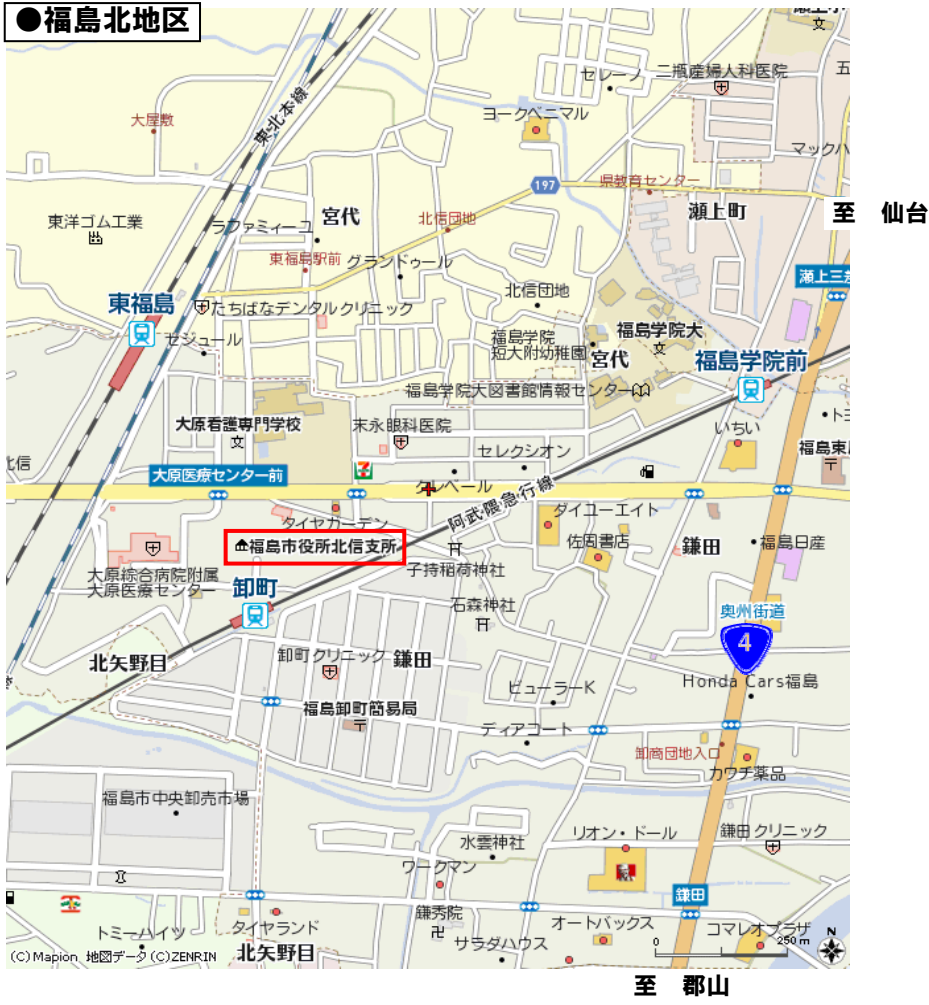 ●福島北地区
瀬上小
セレーノ
二瓶産婦人科医院
五
東北本線
大屋敷
ヨークベニマル
マックハ
197
県教育センター
瀬上町
至　仙台
東洋ゴム工業
ラファミィーユ
宮代
北信団地
東福島駅前
グランドゥール
瀬上三
東福島
北信団地
たちばなデンタルクリニック
福島学院大
セジュール
福島学院
短大附幼稚園
宮代
福島学院前
福島学院大図書館情報センター
大原看護専門学校
末永眼科医院
いちい
・ト
セレクシオン
福島東
北信
大原医療センター前
7
クレベール
阿武隈急行線
タイヤガーデン
ダイユーエイト
福島市役所北信支所
佐周書店
鎌田
福島日産
大原綜合病院附属
大原医療センター
子持稲荷神社
卸町
石森神社
奥州街道
4
北矢野目
卸町クリニック
鎌田
ビューラーK
Honda Cars福島
福島卸町簡易局
ディアコート
卸商団地入口
カワチ薬品
福島市中央卸売市場
水雲神社
リオン・ドール
鎌田クリニック
ワークマン
鎌田
鎌秀院
タイヤランド
オートバックス
コマレオプラザ
トミーハイツ
北矢野目
サラダハウス
0
250m
N
(C)Mapion 地図データ(C)ZENRIN
至　郡山